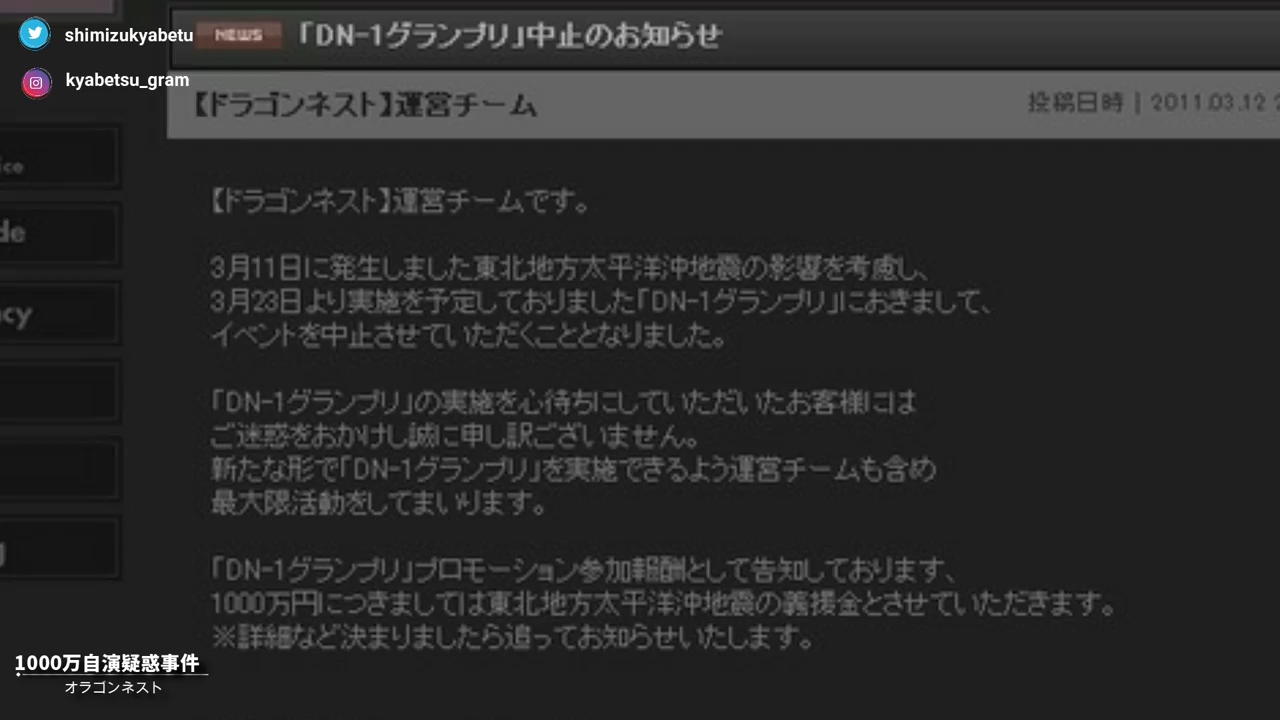 shimizukyabetu
kyabetsu_gram
NEWS 「DN-1グランプリ」中止のお知らせ
【ドラゴンネスト】運営チーム 投稿日時 | 2011.03.12
ice
de
cy
【ドラゴンネスト】運営チームです。
3月11日に発生しました東北地方太平洋沖地震の影響を考慮し、
3月23日より実施を予定しておりました「DN-1グランプリ」におきまして、
イベントを中止させていただくこととなりました。
「DN-1グランプリ」の実施を心待ちにしていただいたお客様には
ご迷惑をおかけし誠に申し訳ございません。
新たな形で「DN-1グランプリ」を実施できるよう運営チームも含め
最大限活動をしてまいります。
「DN-1グランプリ」プロモーション参加報酬として告知しております、
1000万円につきましては東北地方太平洋沖地震の義援金とさせていただきます。
※詳細など決まりましたら追ってお知らせいたします。
1000万自演疑惑事件
オラゴンネスト